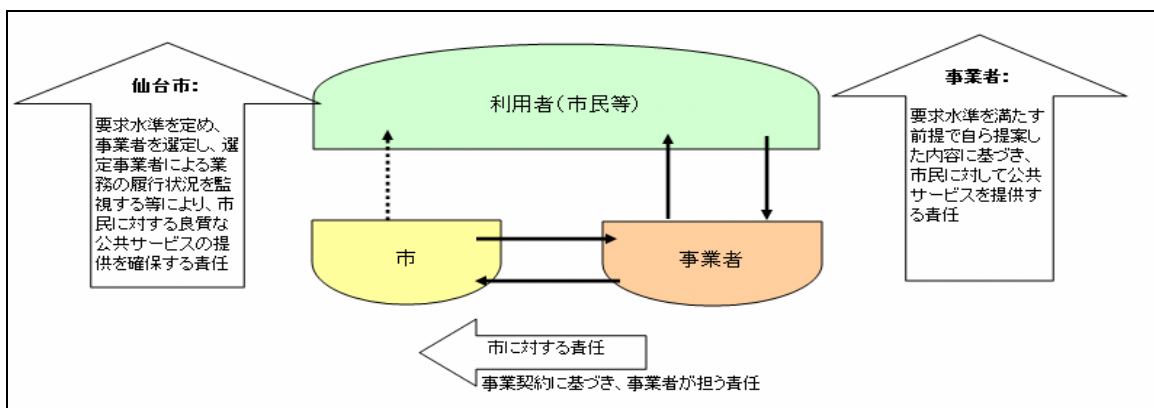 仙台市：
要求水準を定め、
事業者を選定し、選
定事業者による業
務の履行状況を監
視する等により、市
民に対する良質な
公共サービスの提
供を確保する責任
利用者（市民等）
事業者：
要求水準を満たす
前提で自ら提案し
た内容に基づき、
市民に対して公共
サービスを提供す
る責任
市
事業者
市に対する責任
事業契約に基づき、事業者が担う責任